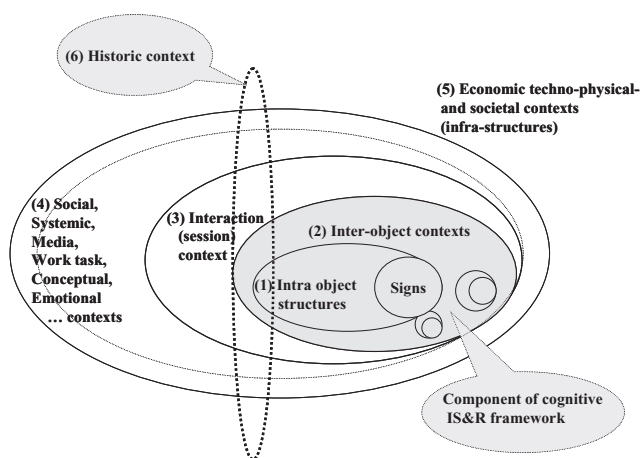 (6) Historic context
(5) Economic techno-physical-
and societal contexts
(infra-structures)
(4) Social,
Systemic,
Media,
Work task,
Conceptual,
Emotional
... contexts
(3) Interaction
(session)
context
(2) Inter-object contexts
(1) Intra object
structures
Signs
Component of cognitive
IS&R framework